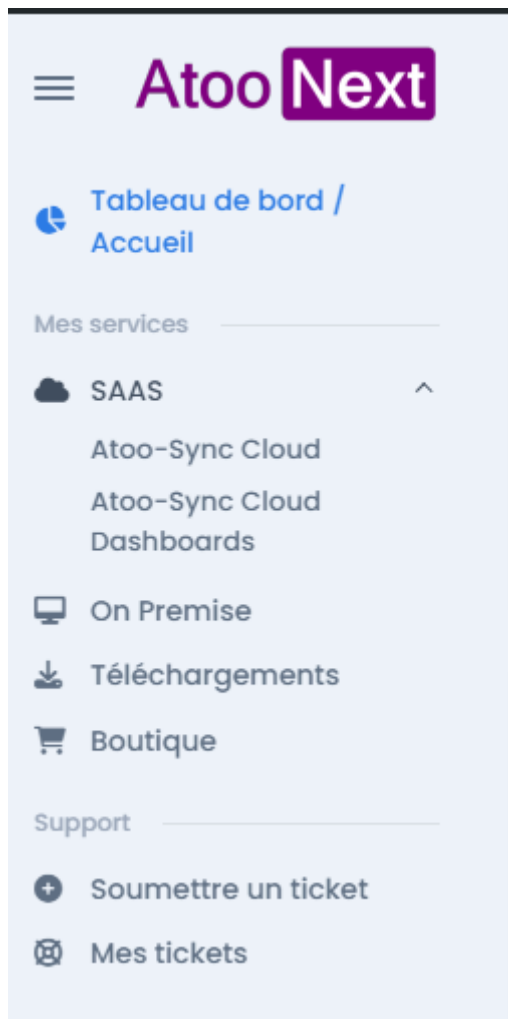 Atoo Next
Tableau de bord /
Accueil
Mes services
SAAS
Atoo-Sync Cloud
Atoo-Sync Cloud
Dashboards
On Premise
Téléchargements
Boutique
Support
Soumettre un ticket
Mes tickets